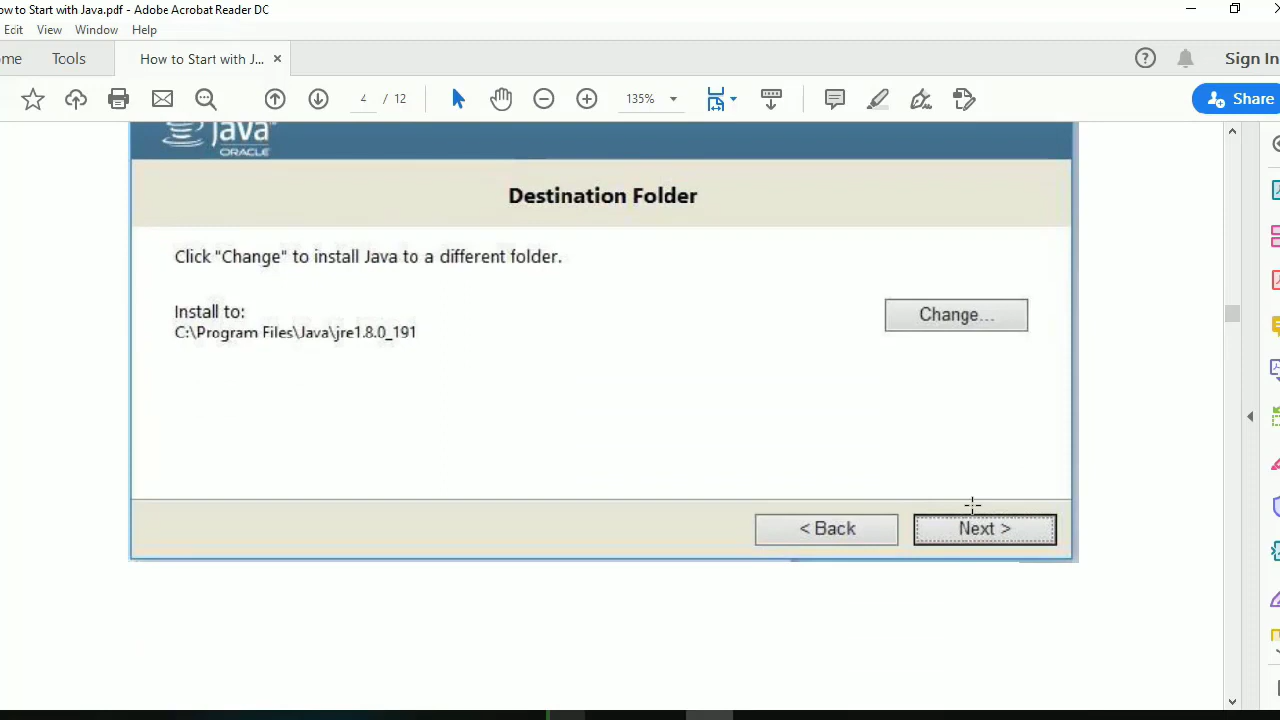 ow to Start with Java.pdf - Adobe Acrobat Reader DC
Edit View Window Help
me Tools How to Start with J...
Sign In
4 / 12 135% Share
Java
ORACLE
Destination Folder
Click "Change" to install Java to a different folder.
Install to:
C:\Program Files\Java\jre1.8.0_191
Change...
< Back Next >